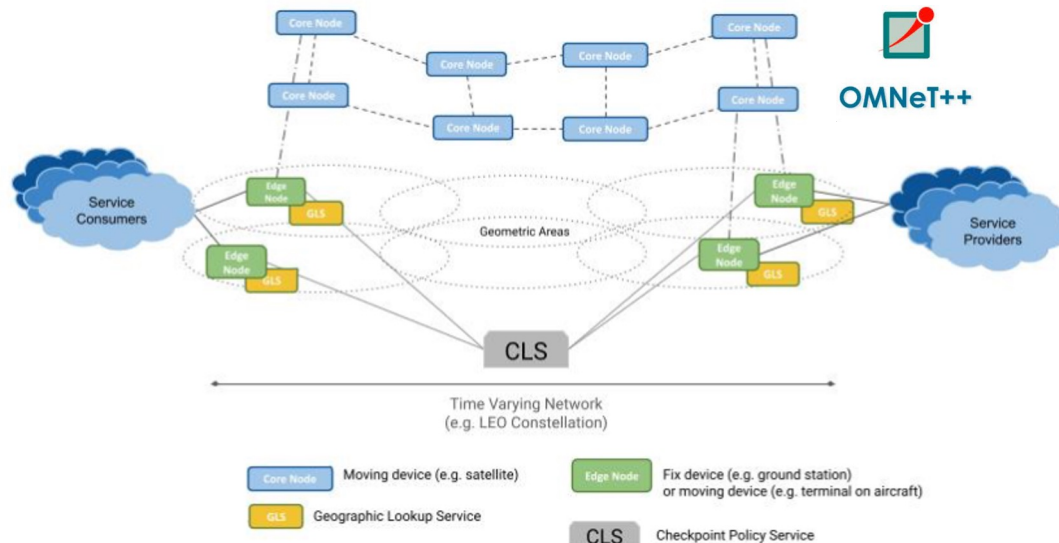 Core Node
Core Node
Core Node
Core Node
OMNeT++
Core Node
Core Node
Core Node
Core Node
Service
Consumers
Edge
Node
GLS
Edge
Node
GLS
Geometric Areas
Edge
Node
GLS
Edge
Node
GLS
Service
Providers
CLS
Time Varying Network
(e.g. LEO Constellation)
Core Node
Moving device (e.g. satellite)
Edge Node
Fix device (e.g. ground station)
or moving device (e.g. terminal on aircraft)
GLS
Geographic Lookup Service
CLS
Checkpoint Policy Service